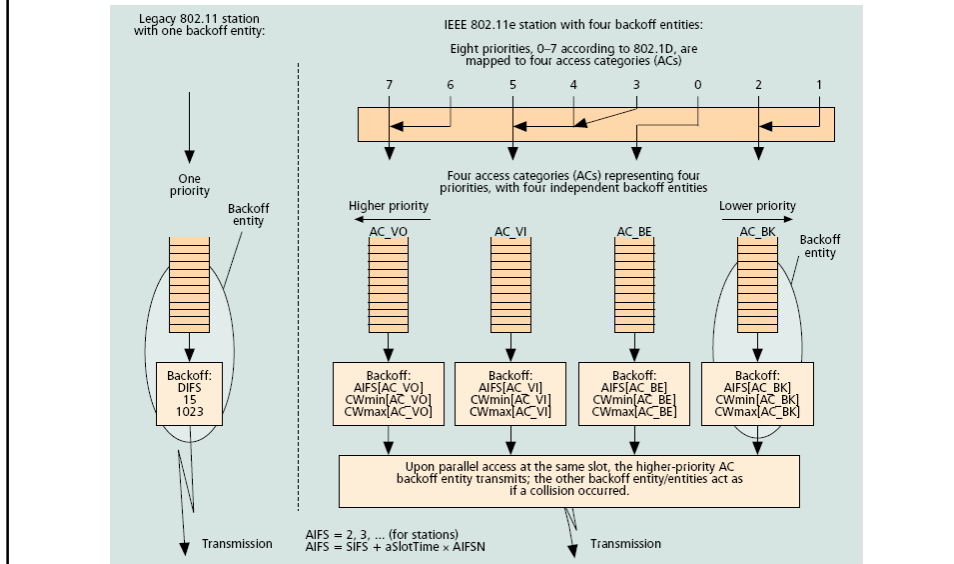 Legacy 802.11 station
with one backoff entity:
IEEE 802.11e station with four backoff entities:
Eight priorities, 0–7 according to 802.1D, are
mapped to four access categories (ACs)
7 6 5 4 3 0 2 1
One
priority
Four access categories (ACs) representing four
priorities, with four independent backoff entities
Backoff
entity
Higher priority
Lower priority
AC_VO AC_VI AC_BE AC_BK
Backoff
entity
Backoff:
DIFS
15
1023
Backoff:
AIFS[AC_VO]
CWmin[AC_VO]
CWmax[AC_VO]
Backoff:
AIFS[AC_VI]
CWmin[AC_VI]
CWmax[AC_VI]
Backoff:
AIFS[AC_BE]
CWmin[AC_BE]
CWmax[AC_BE]
Backoff:
AIFS[AC_BK]
CWmin[AC_BK]
CWmax[AC_BK]
Upon parallel access at the same slot, the higher-priority AC
backoff entity transmits; the other backoff entity/entities act as
if a collision occurred.
Transmission
AIFS = 2, 3, ... (for stations)
AIFS = SIFS + aSlotTime × AIFSN
Transmission